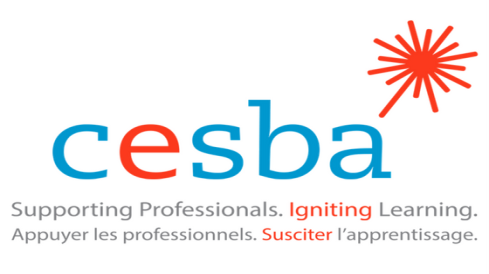 cesba
Supporting Professionals. Igniting Learning.
Appuyer les professionnels. Susciter l'apprentissage.